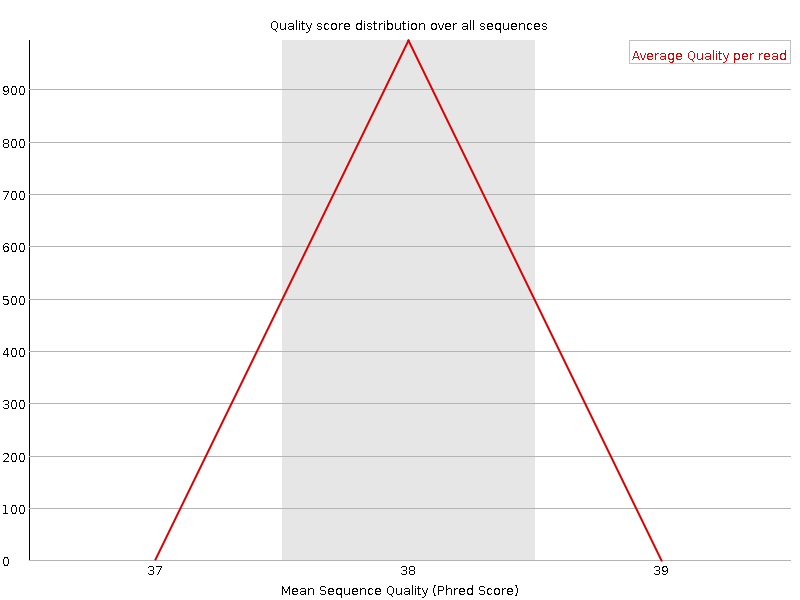 Quality score distribution over all sequences
Average Quality per read
900
800
700
600
500
400
300
200
100
0
37 38 39
Mean Sequence Quality (Phred Score)